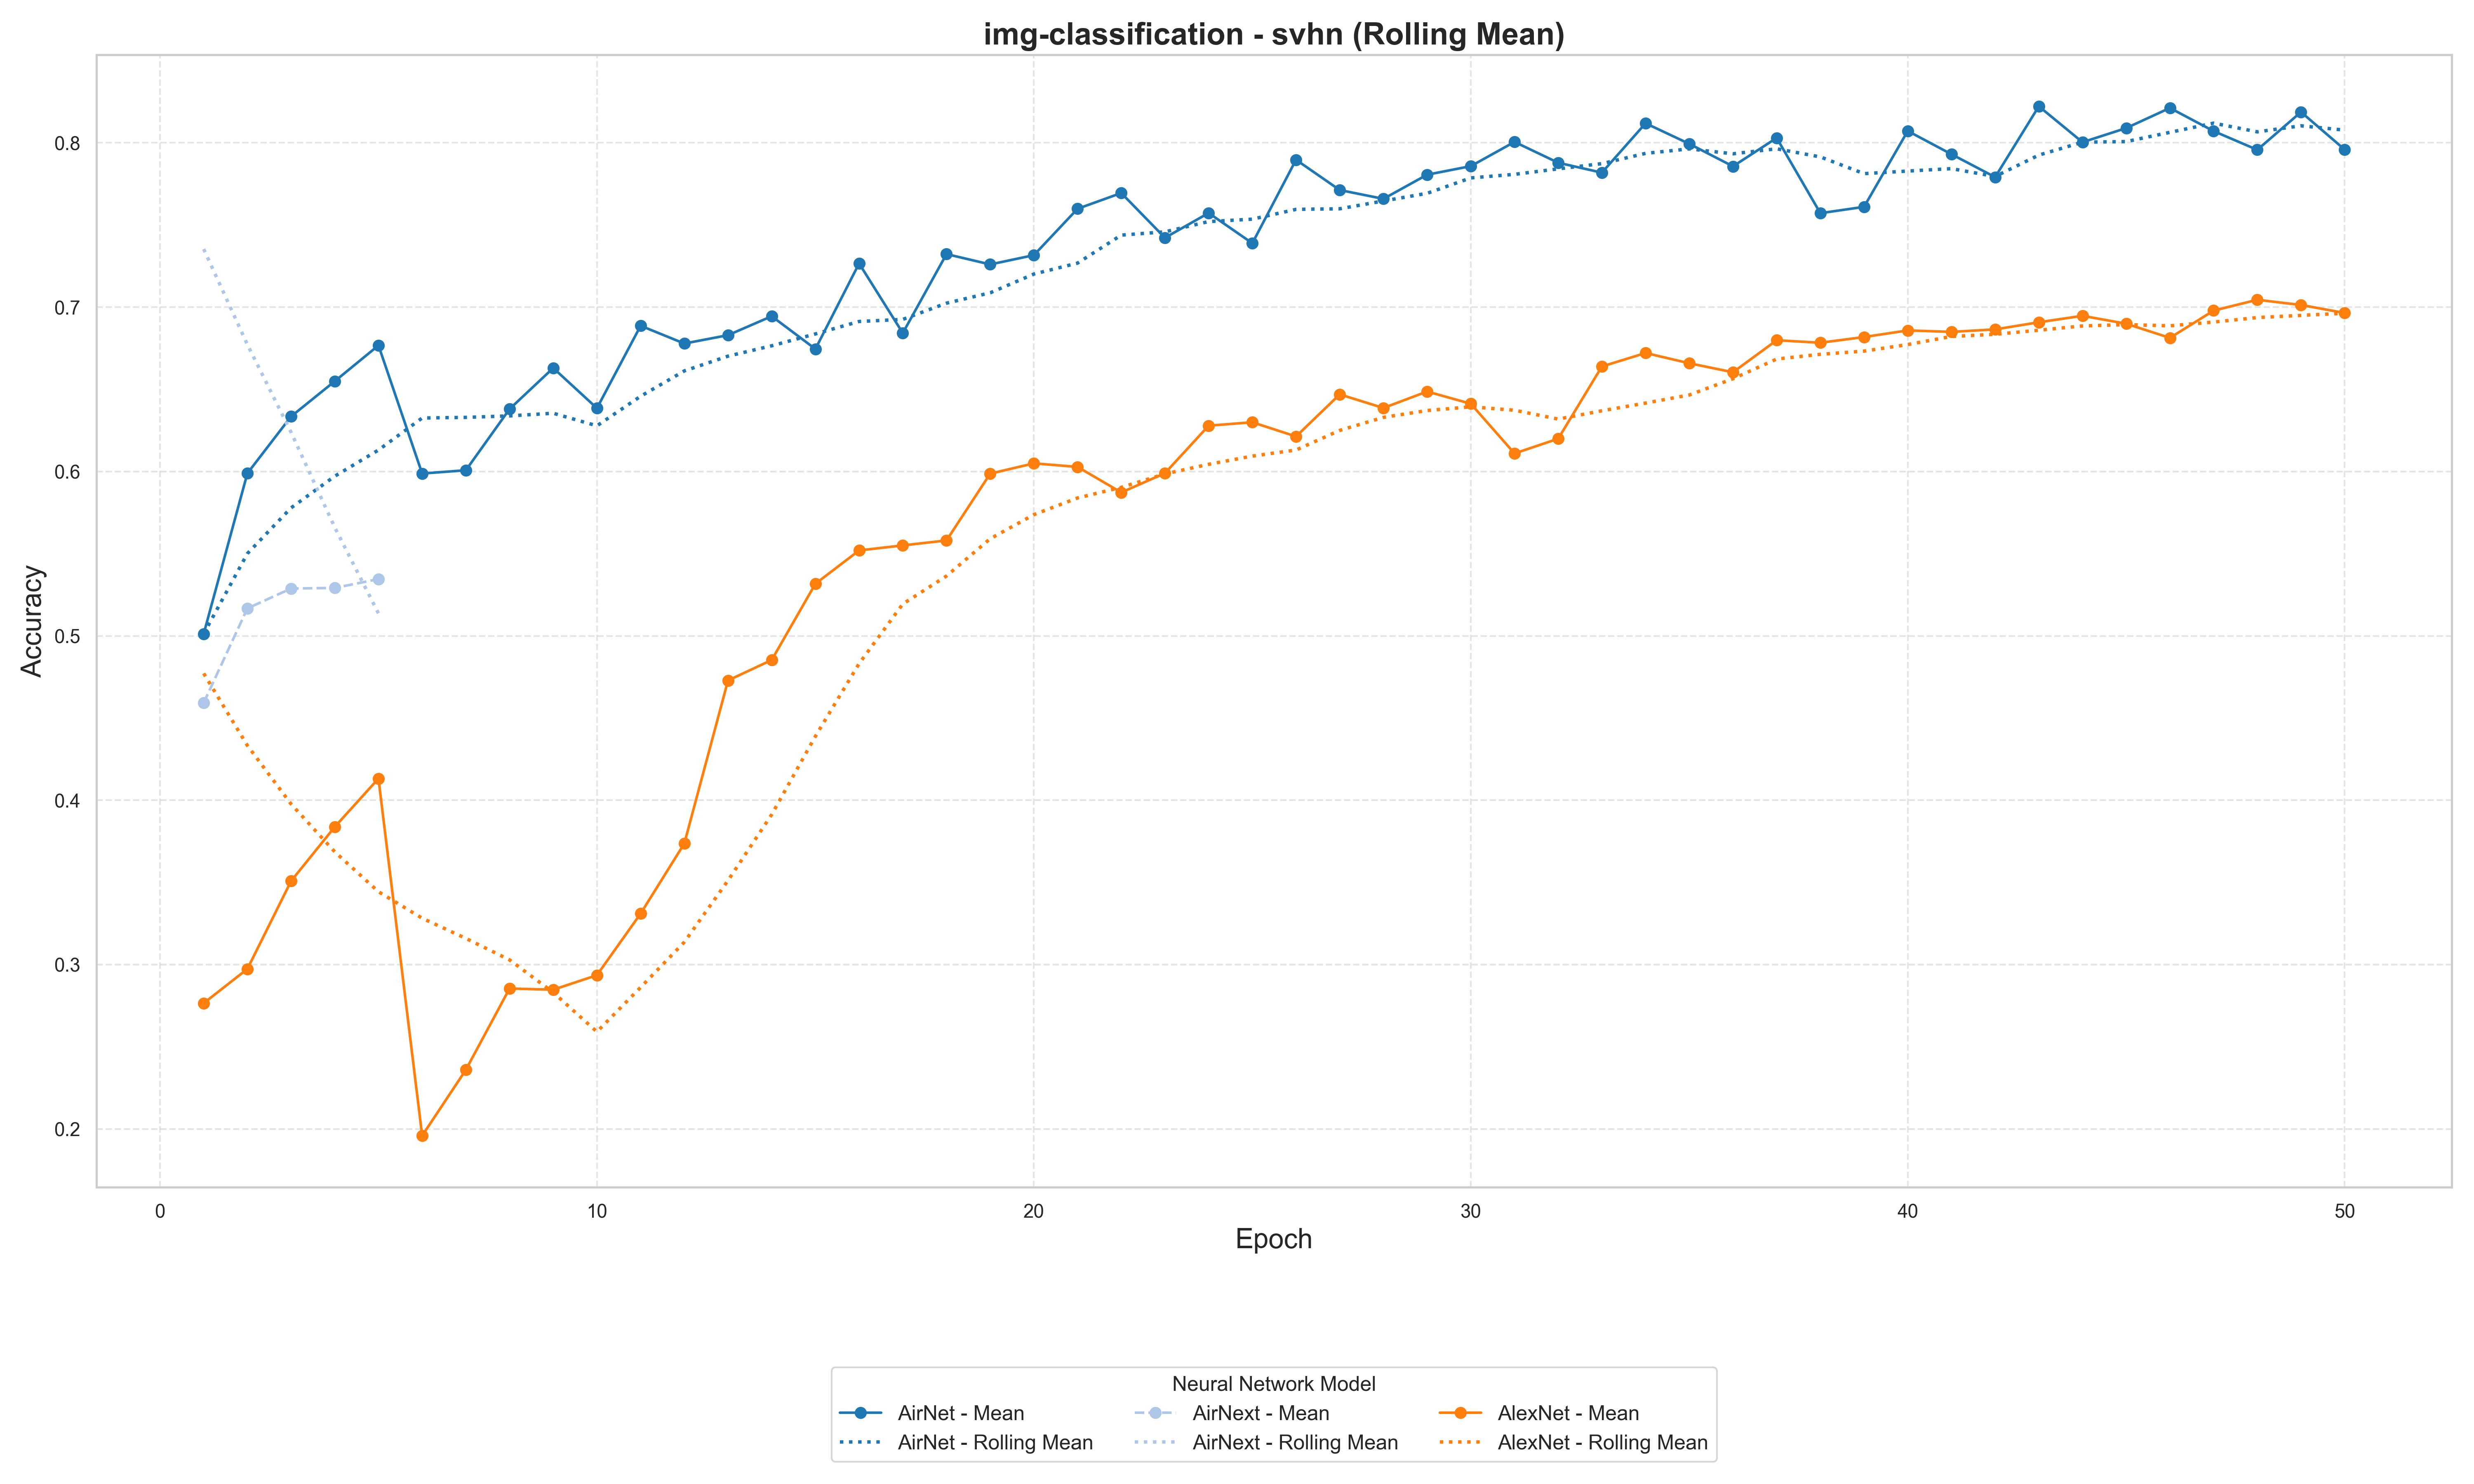 img-classification - svhn (Rolling Mean)
Accuracy
0.8
0.7
0.6
0.5
0.4
0.3
0.2
0 10 20 30 40 50
Epoch
Neural Network Model
AirNet - Mean AirNext - Mean AlexNet - Mean
AirNet - Rolling Mean AirNext - Rolling Mean AlexNet - Rolling Mean